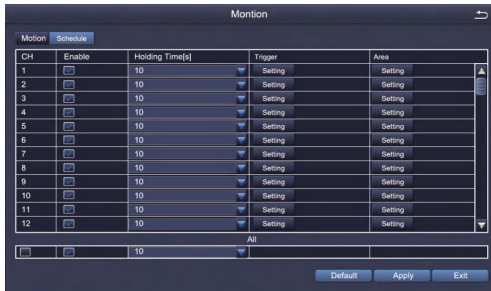 Montion
Motion Schedule
CH Enable Holding Time[s] Trigger Area
1 10 Setting Setting
2 10 Setting Setting
3 10 Setting Setting
4 10 Setting Setting
5 10 Setting Setting
6 10 Setting Setting
7 10 Setting Setting
8 10 Setting Setting
9 10 Setting Setting
10 10 Setting Setting
11 10 Setting Setting
12 10 Setting Setting
All
10
Default Apply Exit